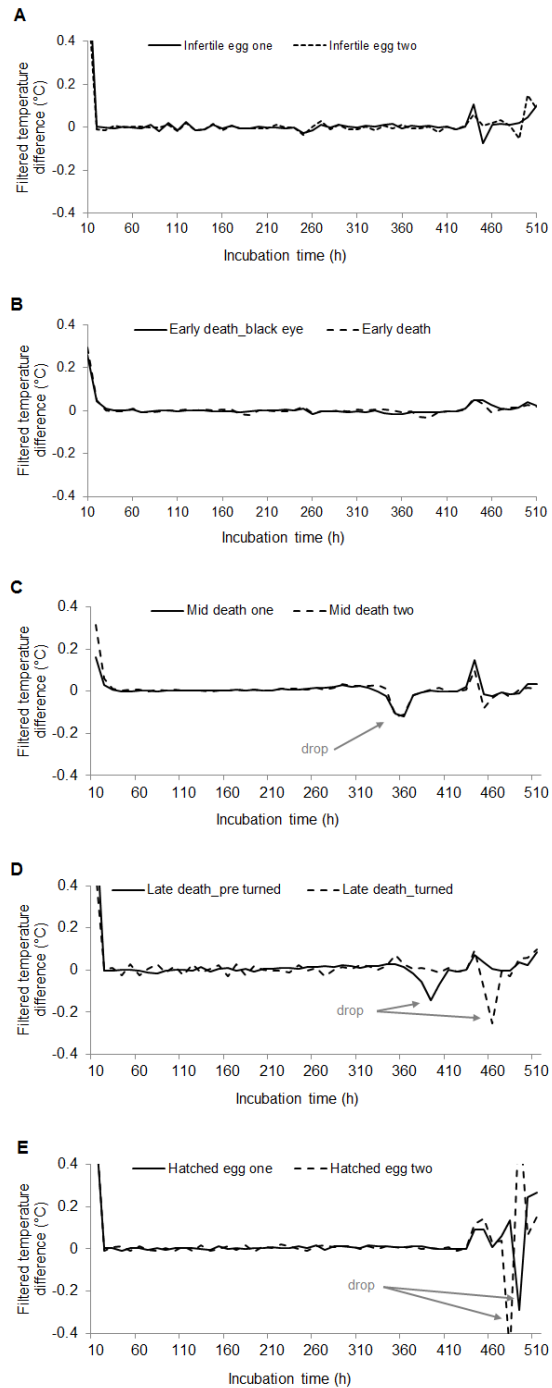 A
Infertile egg one Infertile egg two
Filtered temperature
difference (°C)
0.4
0.2
0
-0.2
-0.4
10 60 110 160 210 260 310 360 410 460 510
Incubation time (h)
B
Early death_black eye Early death
Filtered temperature
difference (°C)
0.4
0.2
0
-0.2
-0.4
10 60 110 160 210 260 310 360 410 460 510
Incubation time (h)
C
Mid death one Mid death two
Filtered temperature
difference (°C)
0.4
0.2
0
-0.2
-0.4
drop
10 60 110 160 210 260 310 360 410 460 510
Incubation time (h)
D
Late death_pre turned Late death_turned
Filtered temperature
difference (°C)
0.4
0.2
0
-0.2
-0.4
drop
10 60 110 160 210 260 310 360 410 460 510
Incubation time (h)
E
Hatched egg one Hatched egg two
Filtered temperature
difference (°C)
0.4
0.2
0
-0.2
-0.4
drop
10 60 110 160 210 260 310 360 410 460 510
Incubation time (h)